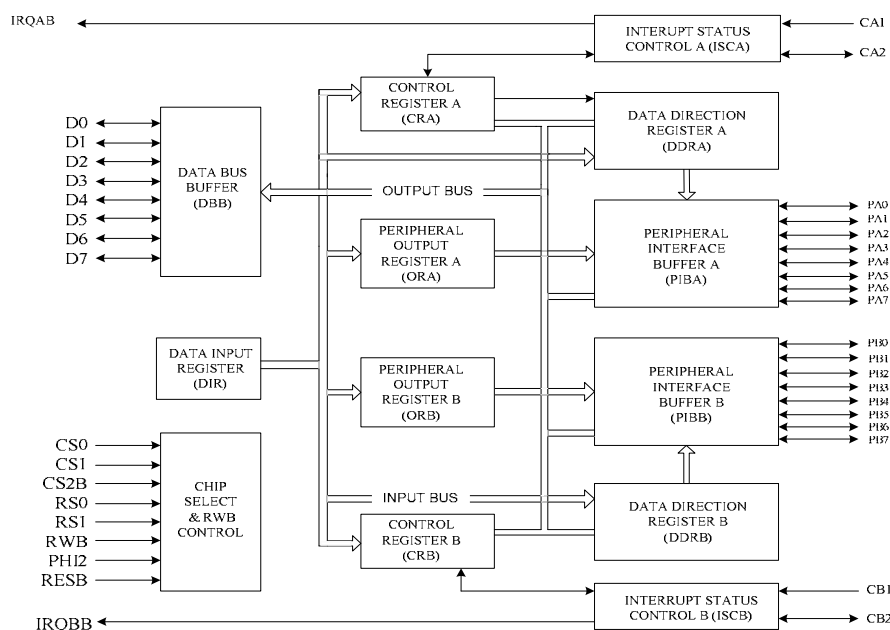 IRQAB
INTERUPT STATUS
CONTROL A (ISCA)
CA1
CA2
CONTROL
REGISTER A
(CRA)
DATA DIRECTION
REGISTER A
(DDRA)
D0
D1
D2
D3
D4
D5
D6
D7
DATA BUS
BUFFER
(DBB)
OUTPUT BUS
PERIPHERAL
OUTPUT
REGISTER A
(ORA)
PERIPHERAL
INTERFACE
BUFFER A
(PIBA)
PA0
PA1
PA2
PA3
PA4
PA5
PA6
PA7
DATA INPUT
REGISTER
(DIR)
PERIPHERAL
OUTPUT
REGISTER B
(ORB)
PERIPHERAL
INTERFACE
BUFFER B
(PIBB)
PB0
PB1
PB2
PB3
PB4
PB5
PB6
PB7
CS0
CS1
CS2B
RS0
RS1
RWB
PHI2
RESB
CHIP
SELECT
& RWB
CONTROL
INPUT BUS
CONTROL
REGISTER B
(CRB)
DATA DIRECTION
REGISTER B
(DDRB)
INTERRUPT STATUS
CONTROL B (ISCB)
CB1
CB2
IRQBB